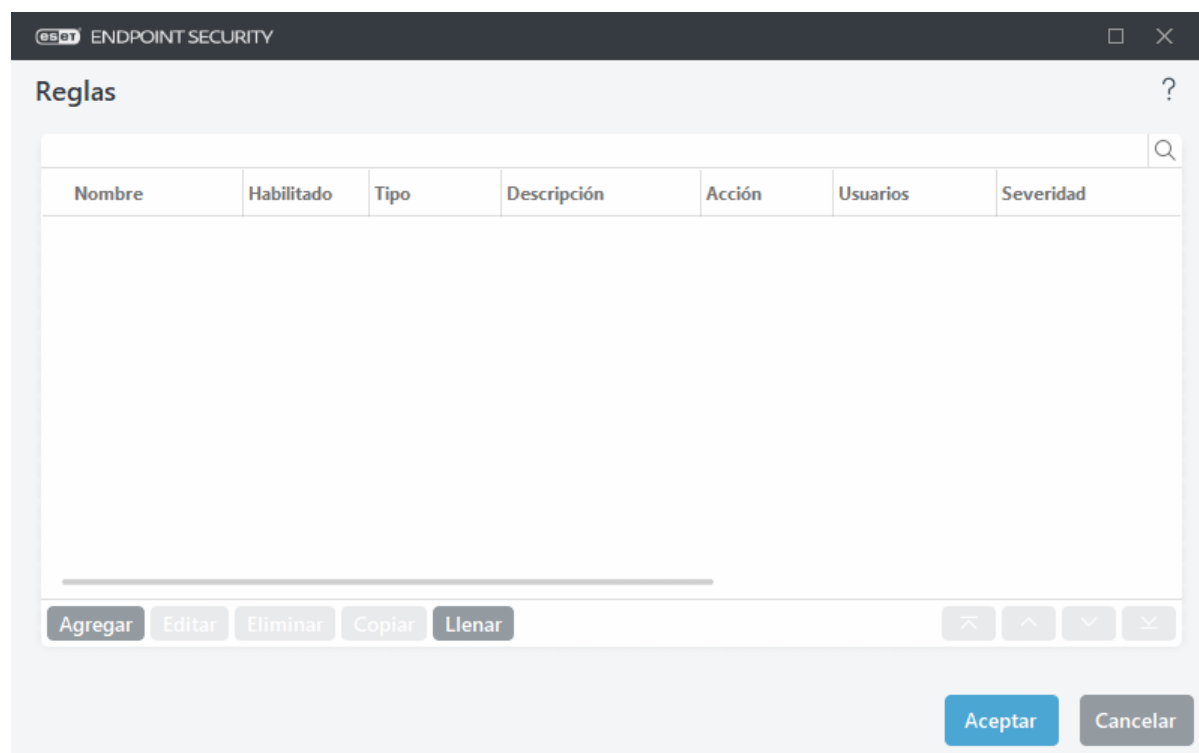 eset ENDPOINT SECURITY
Reglas
?
Nombre Habilitado Tipo Descripción Acción Usuarios Severidad
Agregar Editar Eliminar Copiar Llenar
Aceptar Cancelar